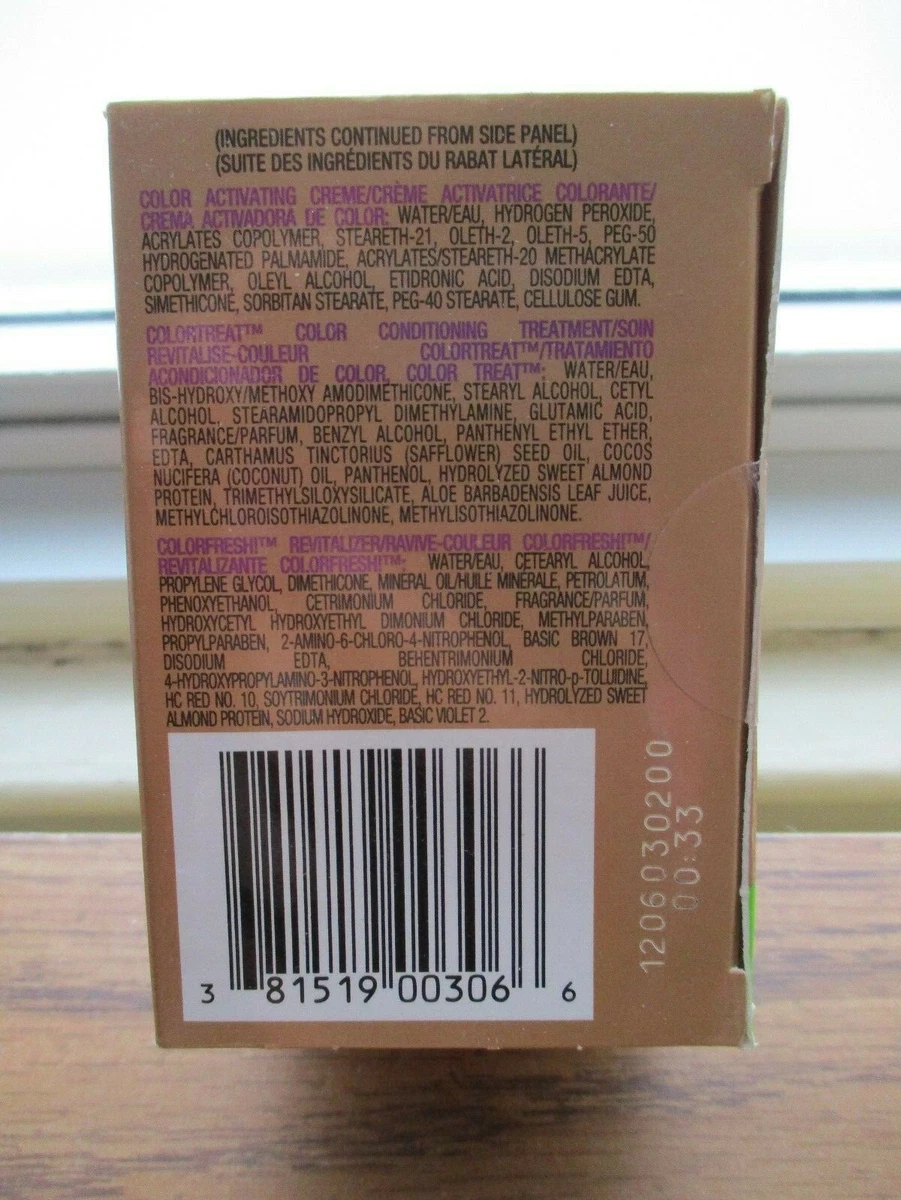 (INGREDIENTS CONTINUED FROM SIDE PANEL)
(SUITE DES INGRÉDIENTS DU RABAT LATÉRAL)
COLOR ACTIVATING CREME/CRÈME ACTIVATRICE COLORANTE/
CREMA ACTIVADORA DE COLOR: WATER/EAU, HYDROGEN PEROXIDE,
ACRYLATES COPOLYMER, STEARETH-21, OLETH-2, OLETH-5, PEG-50
HYDROGENATED PALMAMIDE, ACRYLATES/STEARETH-20 METHACRYLATE
COPOLYMER, OLEYL ALCOHOL, ETIDRONIC ACID, DISODIUM EDTA,
SIMETHICONE, SORBITAN STEARATE, PEG-40 STEARATE, CELLULOSE GUM.
COLORTREAT™ COLOR CONDITIONING TREATMENT/SOIN
REVITALISE-COULEUR COLORTREAT™/TRATAMIENTO
ACONDICIONADOR DE COLOR, COLOR TREAT™: WATER/EAU,
BIS-HYDROXY/METHOXY AMODIMETHICONE, STEARYL ALCOHOL, CETYL
ALCOHOL, STEARAMIDOPROPYL DIMETHYLAMINE, GLUTAMIC ACID,
FRAGRANCE/PARFUM, BENZYL ALCOHOL, PANTHENYL ETHYL ETHER,
EDTA, CARTHAMUS TINCTORIUS (SAFFLOWER) SEED OIL, COCOS
NUCIFERA (COCONUT) OIL, PANTHENOL, HYDROLYZED SWEET ALMOND
PROTEIN, TRIMETHYLSILOXYSILICATE, ALOE BARBADENSIS LEAF JUICE,
METHYLCHLOROISOTHIAZOLINONE, METHYLISOTHIAZOLINONE.
COLORFRESH!™ REVITALIZER/RAVIVE-COULEUR COLORFRESH!™/
REVITALIZANTE COLORFRESH!™: WATER/EAU, CETEARYL ALCOHOL,
PROPYLENE GLYCOL, DIMETHICONE, MINERAL OIL/HUILE MINERALE, PETROLATUM,
PHENOXYETHANOL, CETRIMONIUM CHLORIDE, FRAGRANCE/PARFUM,
HYDROXYCETYL HYDROXYETHYL DIMONIUM CHLORIDE, METHYLPARABEN,
PROPYLPARABEN, 2-AMINO-6-CHLORO-4-NITROPHENOL, BASIC BROWN 17,
DISODIUM EDTA, BEHENTRIMONIUM CHLORIDE,
4-HYDROXYPROPYLAMINO-3-NITROPHENOL, HYDROXYETHYL-2-NITRO-p-TOLUIDINE,
HC RED NO. 10, SOYTRIMONIUM CHLORIDE, HC RED NO. 11, HYDROLYZED SWEET
ALMOND PROTEIN, SODIUM HYDROXIDE, BASIC VIOLET 2.
3 81519 00306 6
1206030200
00:33